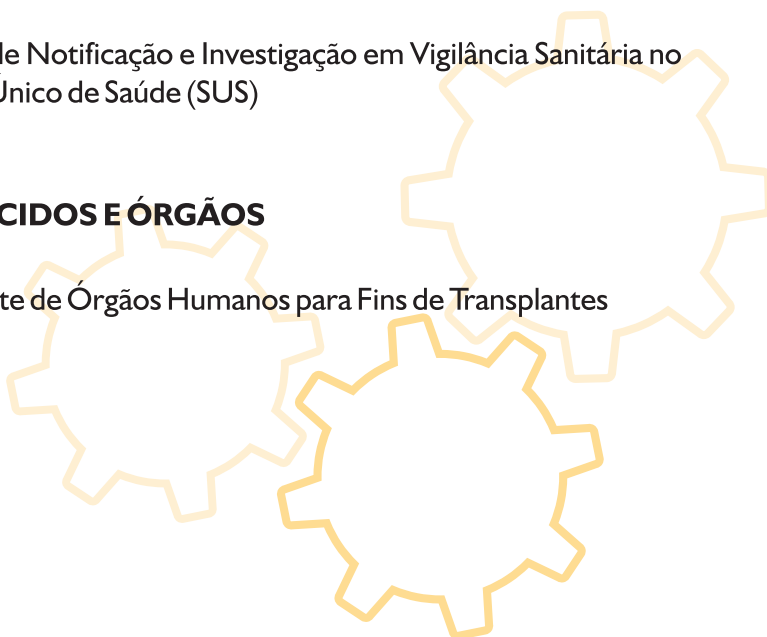 de Notificação e Investigação em Vigilância Sanitária no
Único de Saúde (SUS)
CIDOS E ÓRGÃOS
te de Órgãos Humanos para Fins de Transplantes